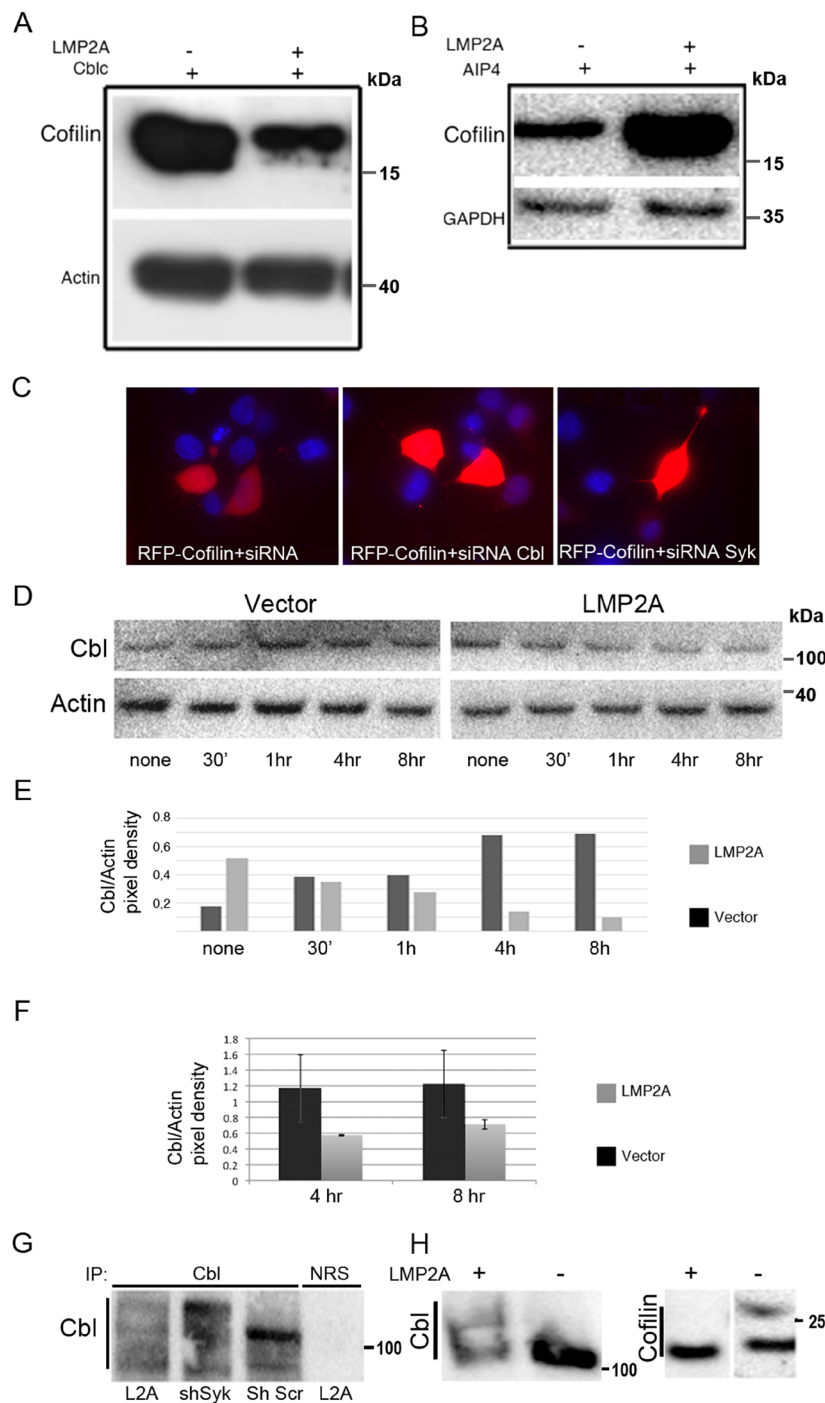 A
LMP2A - +
Cblc + +
kDa
Cofilin
15
Actin
40
B
LMP2A - +
AIP4 + +
kDa
Cofilin
15
GAPDH
35
C
RFP-Cofilin+siRNA
RFP-Cofilin+siRNA Cbl
RFP-Cofilin+siRNA Syk
D
Vector LMP2A
kDa
Cbl
100
Actin
40
none 30' 1hr 4hr 8hr none 30' 1hr 4hr 8hr
E
Cbl/Actin
pixel density
0.8
0,6
0,4
0,2
none 30' 1h 4h 8h
LMP2A
Vector
F
Cbl/Actin
pixel density
1.8
1.6
1.4
1.2
1
0.8
0.6
0.4
0.2
0
4 hr 8 hr
LMP2A
Vector
G
IP: Cbl NRS
Cbl
100
L2A shSyk Sh Scr L2A
H
LMP2A + - + -
Cbl
100
Cofilin
25